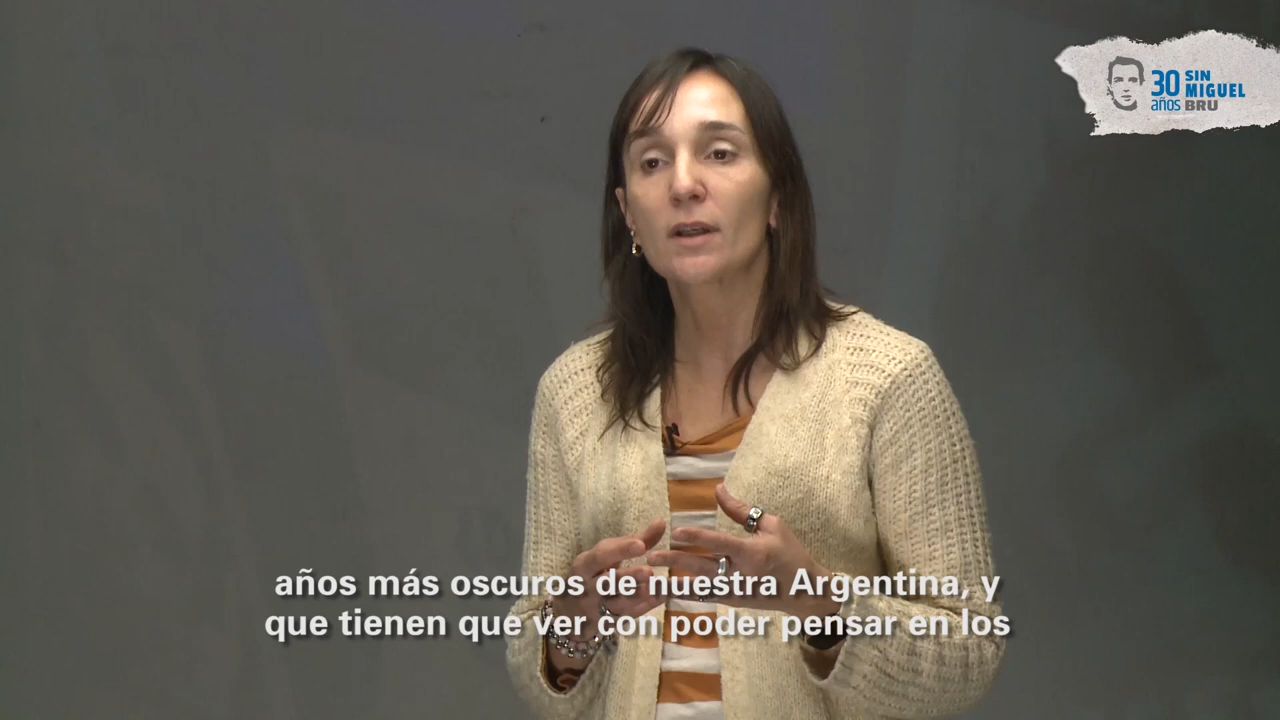 30 SIN
MIGUEL
años BRU
años más oscuros de nuestra Argentina, y
que tienen que ver con poder pensar en los